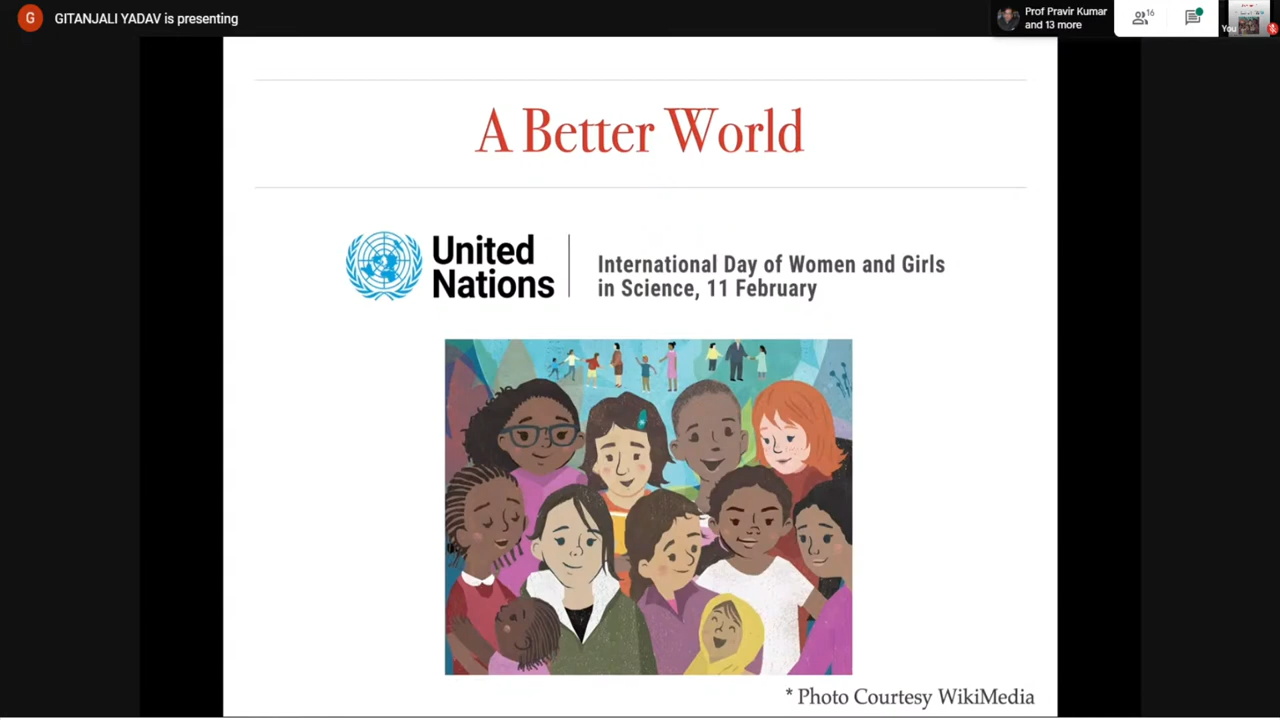 G GITANJALI YADAV is presenting
Prof Pravir Kumar
and 13 more
16
You
A Better World
United
Nations
International Day of Women and Girls
in Science, 11 February
* Photo Courtesy WikiMedia